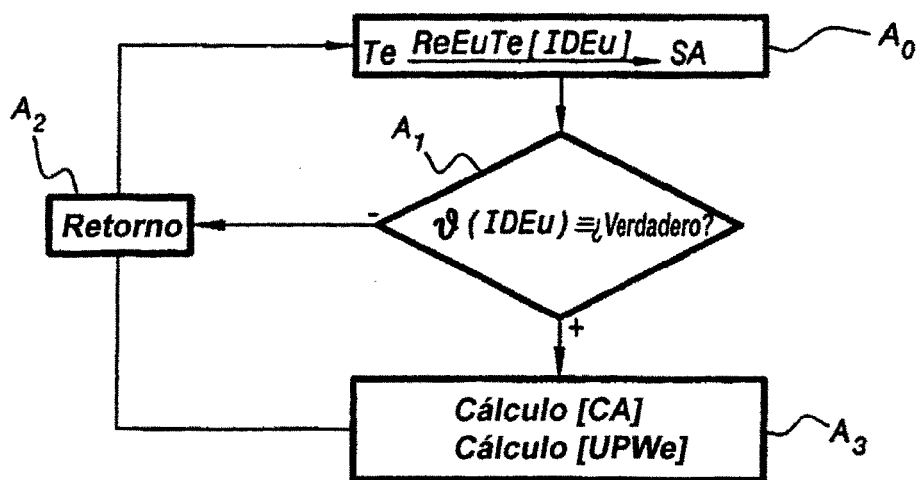 Te ReEuTe[IDEu] SA
A0
A2
A1
Retorno
-
ϑ (IDEu) ≡¿Verdadero?
+
Cálculo [CA]
Cálculo [UPWe]
A3